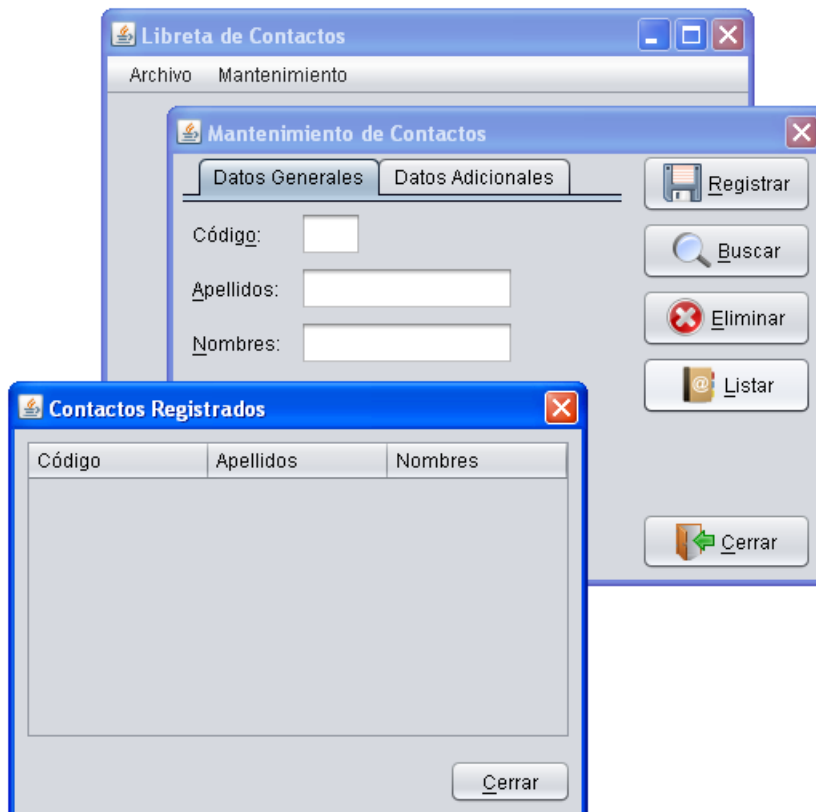 Libreta de Contactos
Archivo Mantenimiento
Mantenimiento de Contactos
Datos Generales Datos Adicionales
Registrar
Código:
Buscar
Apellidos:
Eliminar
Nombres:
Listar
Contactos Registrados
Código Apellidos Nombres
Cerrar
Cerrar